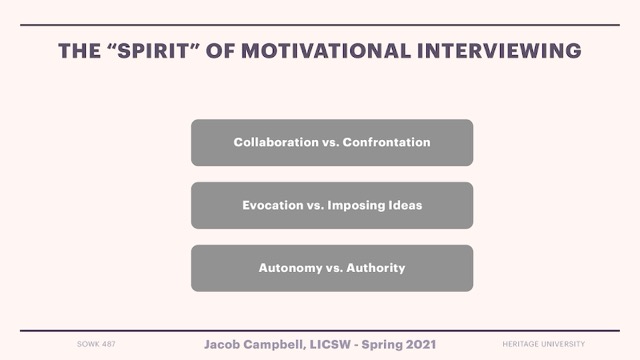 THE “SPIRIT” OF MOTIVATIONAL INTERVIEWING
Collaboration vs. Confrontation
Evocation vs. Imposing Ideas
Autonomy vs. Authority
SOWK 487
Jacob Campbell, LICSW - Spring 2021
HERITAGE UNIVERSITY